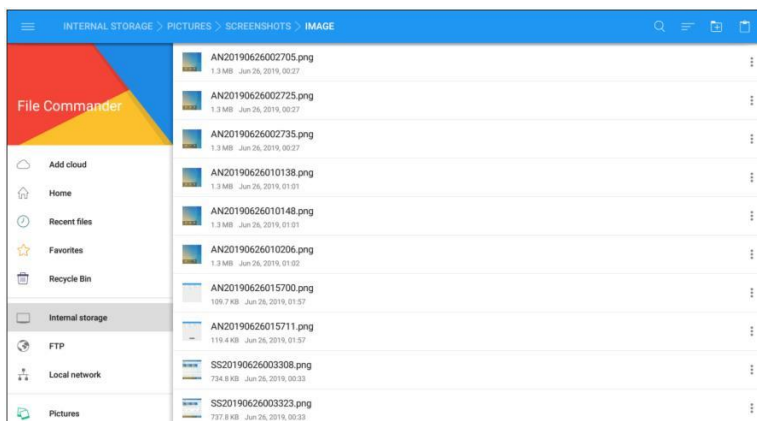 INTERNAL STORAGE > PICTURES > SCREENSHOTS > IMAGE
File Commander
Add cloud
Home
Recent files
Favorites
Recycle Bin
Internal storage
FTP
Local network
Pictures
AN20190626002705.png
1.3 MB Jun 26, 2019, 00:27
AN20190626002725.png
1.3 MB Jun 26, 2019, 00:27
AN20190626002735.png
1.3 MB Jun 26, 2019, 00:27
AN20190626010138.png
1.3 MB Jun 26, 2019, 01:01
AN20190626010148.png
1.3 MB Jun 26, 2019, 01:01
AN20190626010206.png
1.3 MB Jun 26, 2019, 01:02
AN20190626015700.png
109.7 KB Jun 26, 2019, 01:57
AN20190626015711.png
119.4 KB Jun 26, 2019, 01:57
SS20190626003308.png
734.8 KB Jun 26, 2019, 00:33
SS20190626003323.png
737.8 KB Jun 26, 2019, 00:33